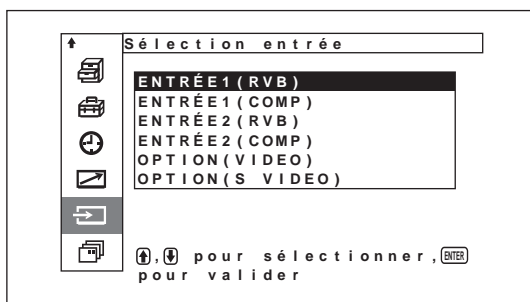 Sélection entrée
ENTRÉE1(RVB)
ENTRÉE1(COMP)
ENTRÉE2(RVB)
ENTRÉE2(COMP)
OPTION(VIDEO)
OPTION(S VIDEO)
, pour sélectionner, ENTER
pour valider